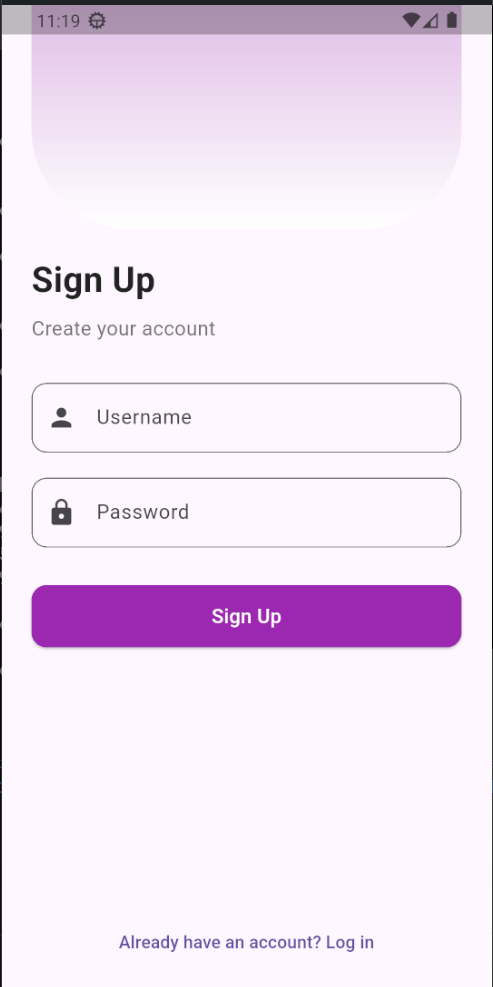 11:19
Sign Up
Create your account
Username
Password
Sign Up
Already have an account? Log in